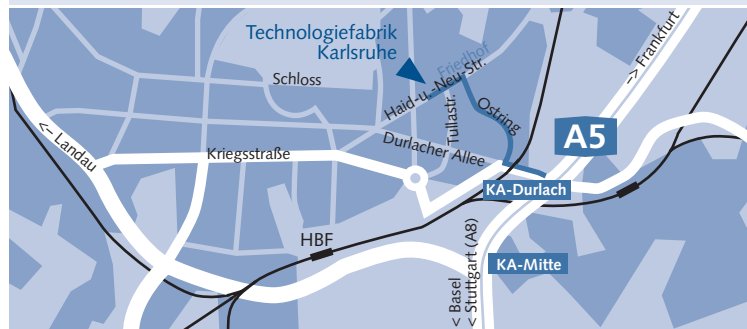 Technologiefabrik
Karlsruhe
--> Frankfurt
Friedhof
Schloss
Haid-u.-Neu-Str.
Tullastr.
Ostring
A5
<-- Landau
Durlacher Allee
Kriegsstraße
KA-Durlach
HBF
KA-Mitte
< Basel
< Stuttgart (A8)